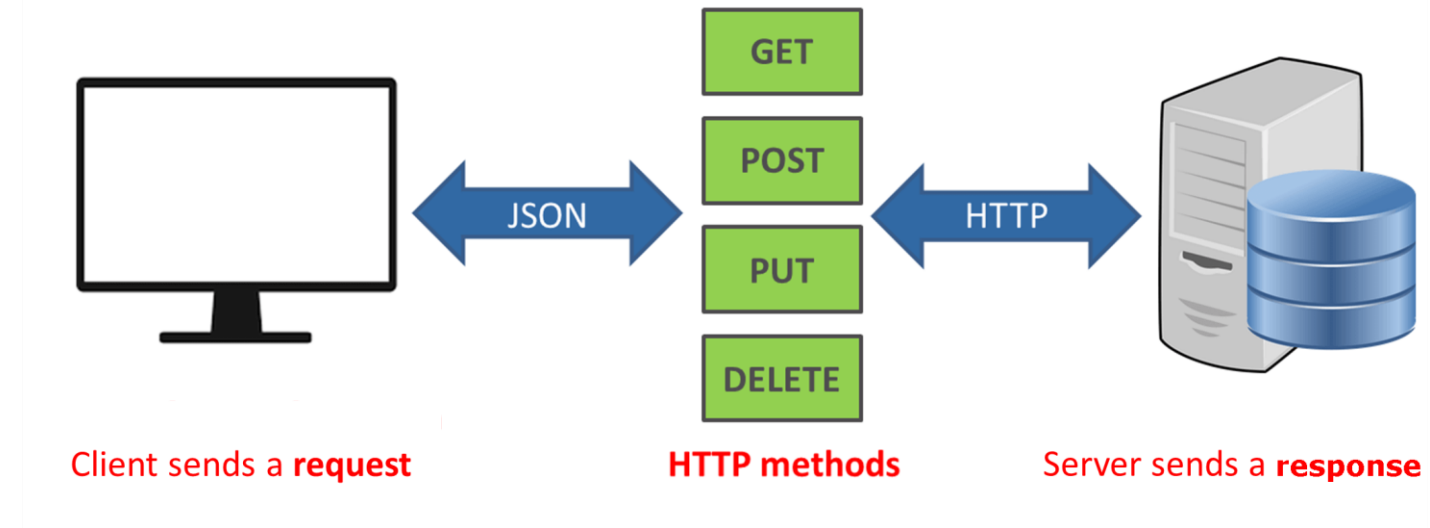 GET
POST
PUT
DELETE
JSON
HTTP
Client sends a request
HTTP methods
Server sends a response